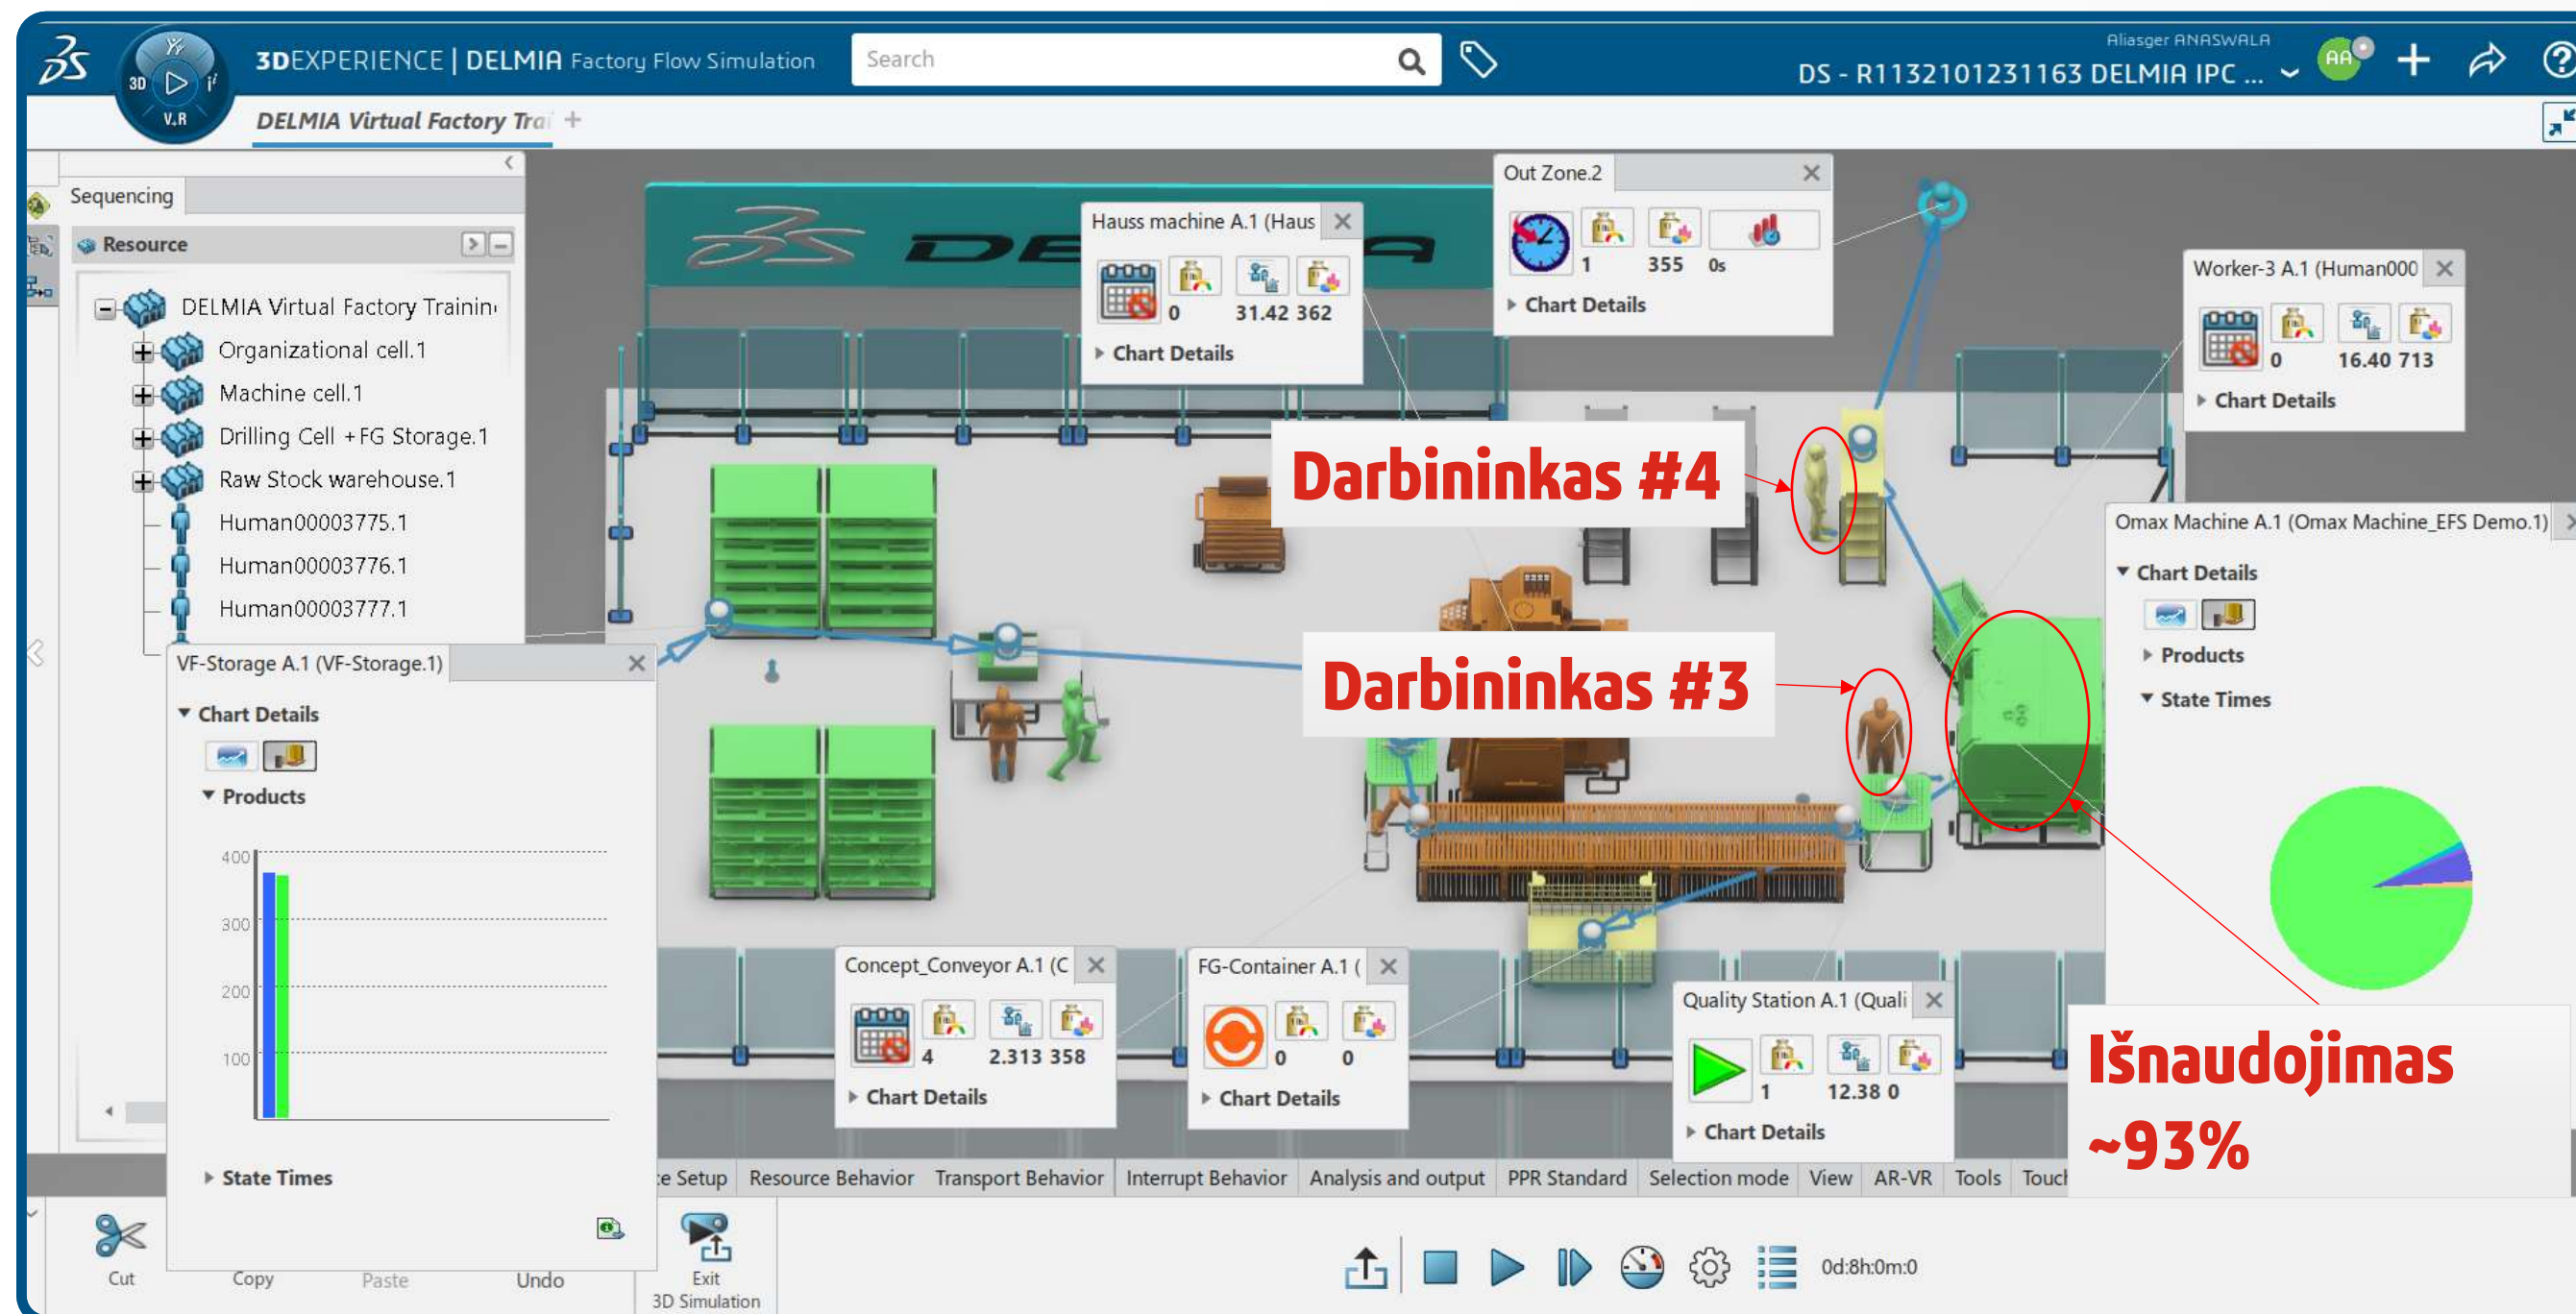 3DEXPERIENCE | DELMIA Factory Flow Simulation
Search
Aliasger ANASWALA
DS - R1132101231163 DELMIA IPC ...
AA
3D
V+R
DELMIA Virtual Factory Trai
Sequencing
Resource
DELMIA Virtual Factory Trainin
Organizational cell.1
Machine cell.1
Drilling Cell +FG Storage.1
Raw Stock warehouse.1
Human00003775.1
Human00003776.1
Human00003777.1
Hauss machine A.1 (Haus
0 31.42 362
Chart Details
Out Zone.2
1 355 0s
Chart Details
Worker-3 A.1 (Human000
0 16.40 713
Chart Details
Darbininkas #4
Darbininkas #3
Omax Machine A.1 (Omax Machine_EFS Demo.1)
Chart Details
Products
State Times
Išnaudojimas
~93%
VF-Storage A.1 (VF-Storage.1)
Chart Details
Products
400
300
200
100
State Times
Concept_Conveyor A.1 (C
4 2.313 358
Chart Details
FG-Container A.1 (
0 0
Chart Details
Quality Station A.1 (Quali
1 12.38 0
Chart Details
e Setup Resource Behavior Transport Behavior Interrupt Behavior Analysis and output PPR Standard Selection mode View AR-VR Tools Touch
Cut Copy Paste Undo
Exit
3D Simulation
0d:8h:0m:0